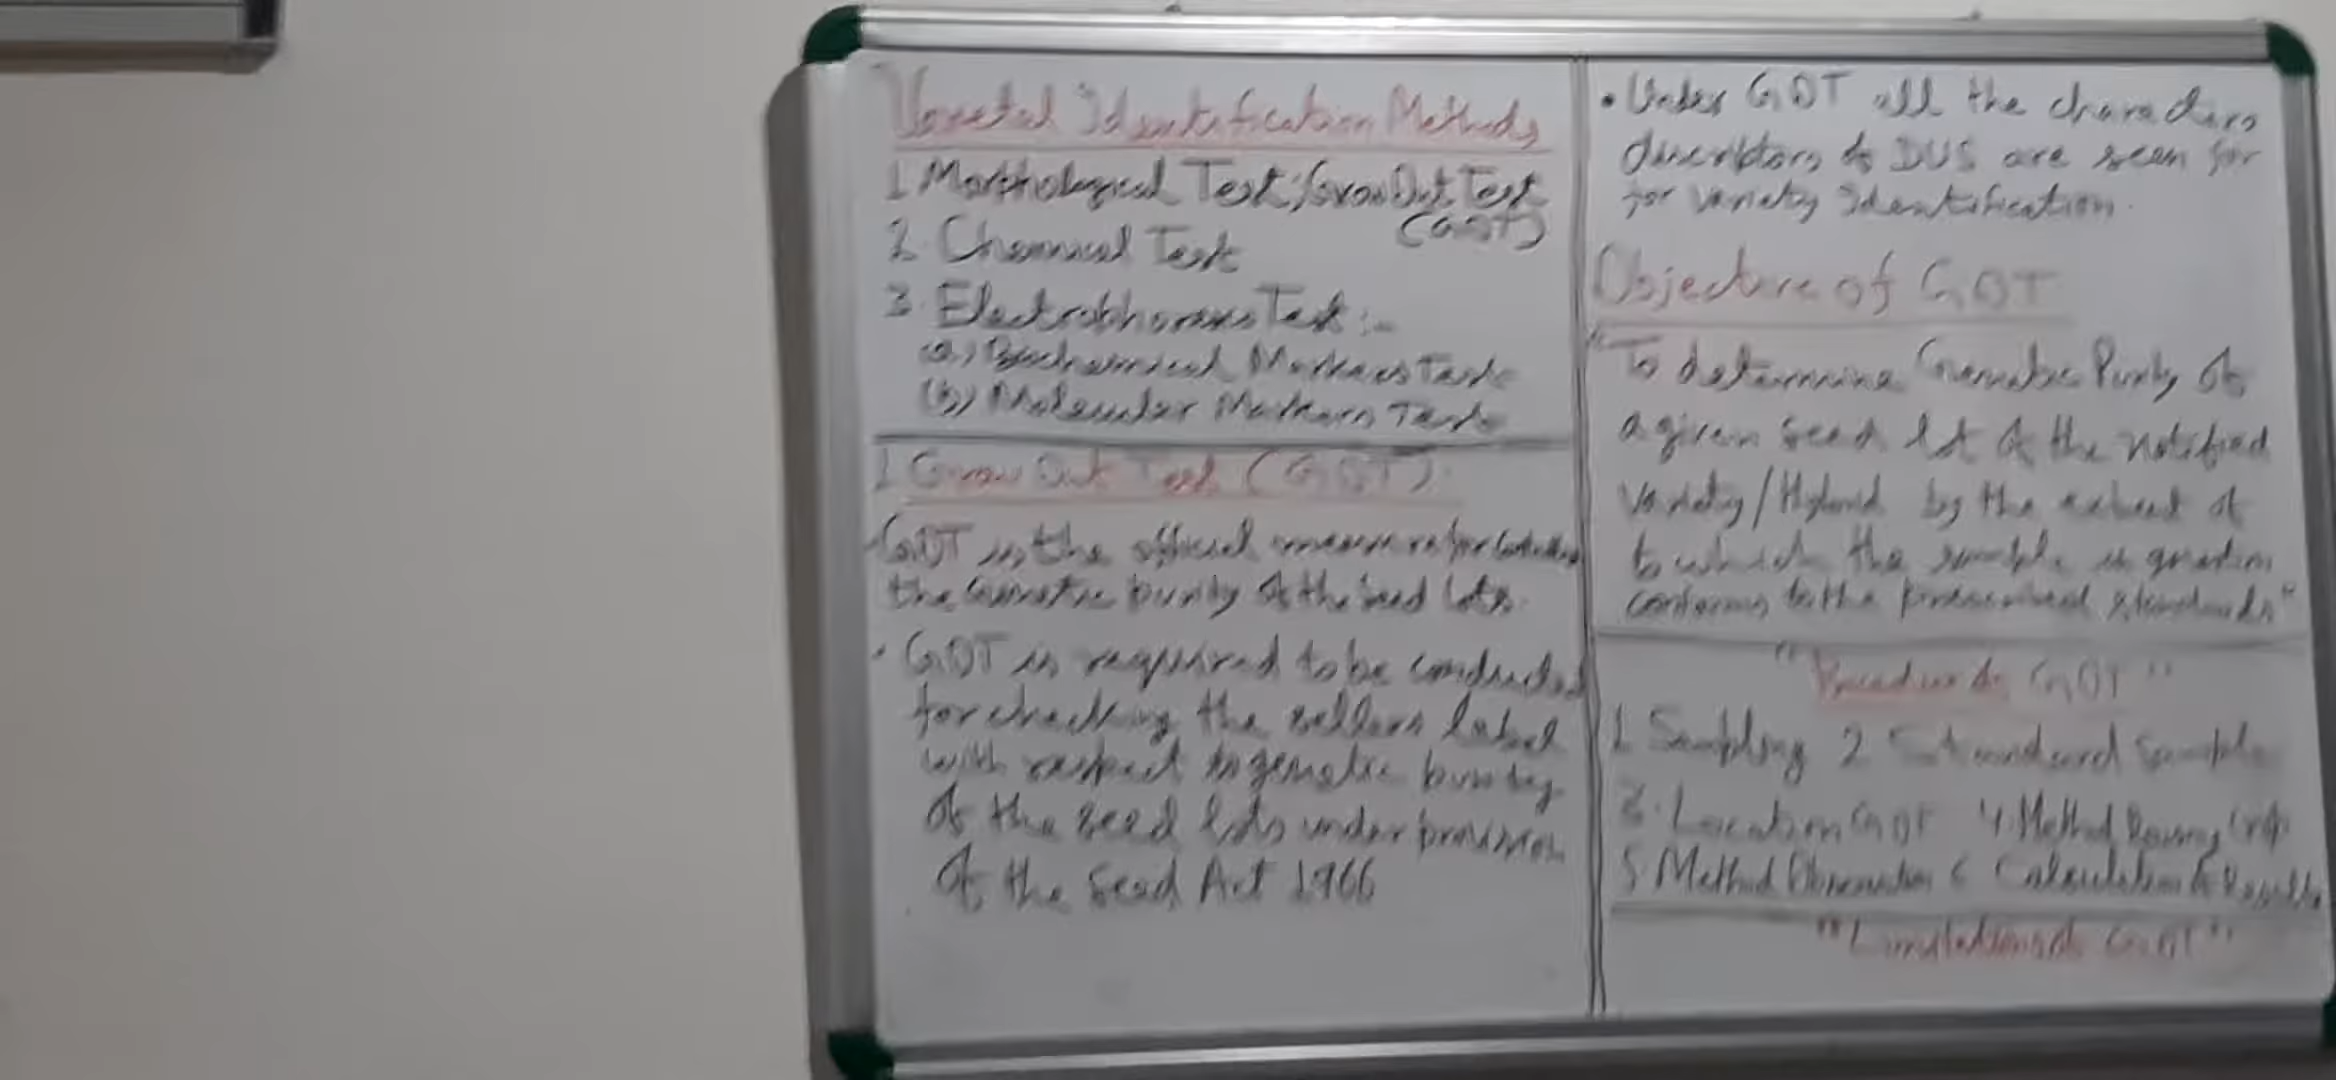 Varietal Identification Methods
1 Morphological Test/Grow Out Test
(GOT)
2. Chemical Test
3. Electrophoresis Test :-
(a) Biochemical Markers Test
(b) Molecular Markers Test
1 Grow Out Test (GOT)
GOT is the official measure for
the Genetic purity of the seed lots.
• GOT is required to be conducted
for checking the sellers label
with respect to genetic purity
of the seed lots under provision
of the Seed Act 1966
• Under GOT all the characters
descriptors of DUS are seen for
for variety Identification.
Objective of GOT
"To determine Genetic Purity of
a given seed lot of the notified
variety/Hybrid by the extent of
to which the sample in
conforms to the prescribed standards"
"Procedure of GOT"
1 Sampling 2 Standard Sample
3. Location GOT 4. Method Raising Crop
5 Method Observation 6 Calculation & Results
"Limitations of GOT"